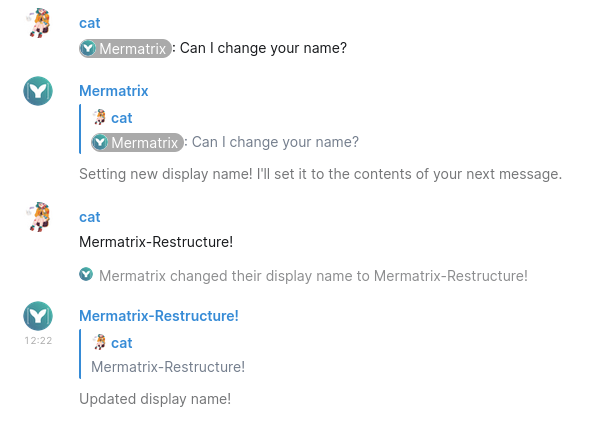 cat
Mermatrix: Can I change your name?
Mermatrix
cat
Mermatrix: Can I change your name?
Setting new display name! I'll set it to the contents of your next message.
cat
Mermatrix-Restructure!
Mermatrix changed their display name to Mermatrix-Restructure!
Mermatrix-Restructure!
12:22
cat
Mermatrix-Restructure!
Updated display name!